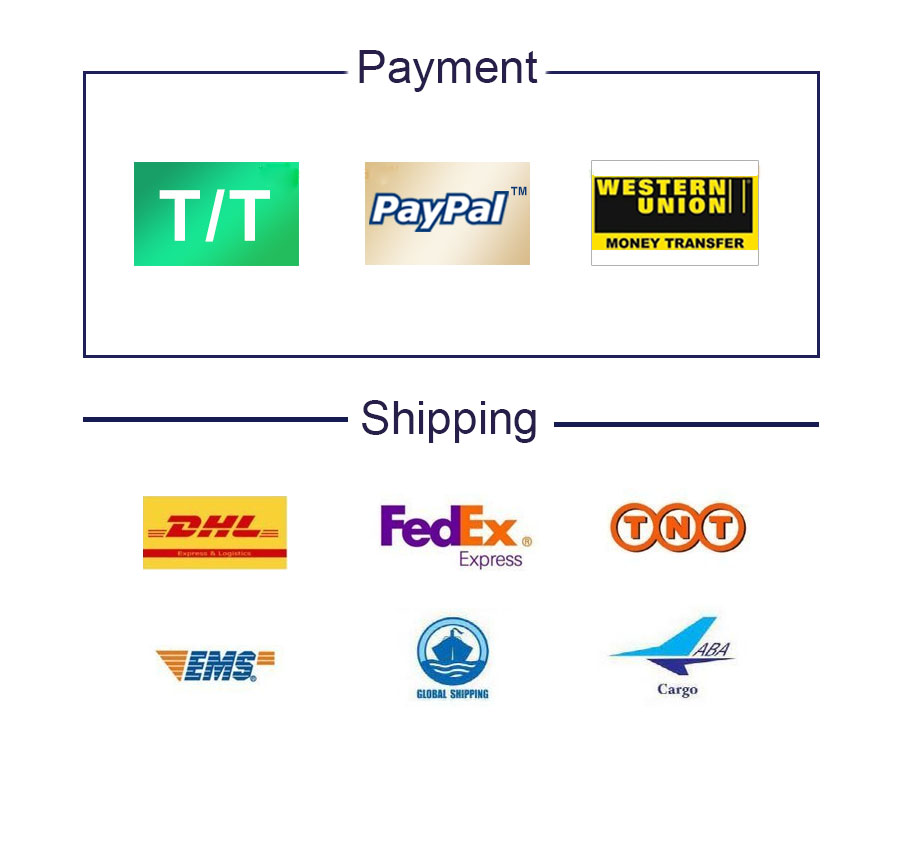 Payment
T/T
PayPal™
WESTERN
UNION®
MONEY TRANSFER
Shipping
DHL
Express & Logistics
FedEx®
Express
TNT
EMS®
GLOBAL SHIPPING
ABA
Cargo